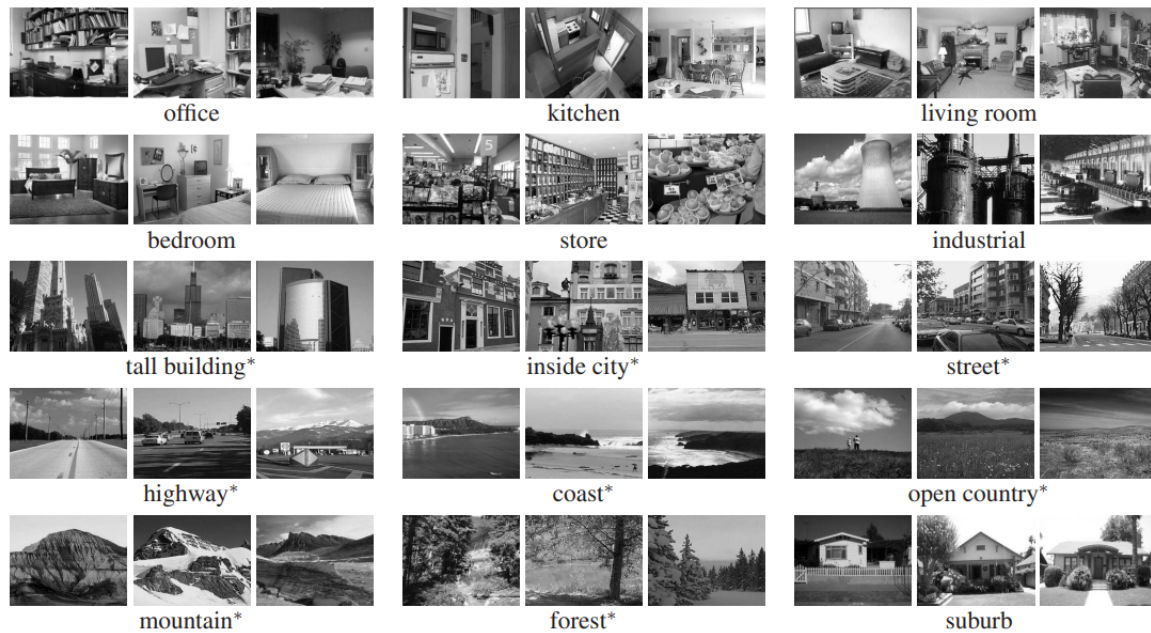 office
kitchen
living room
5
bedroom
store
industrial
tall building*
inside city*
street*
highway*
coast*
open country*
mountain*
forest*
suburb